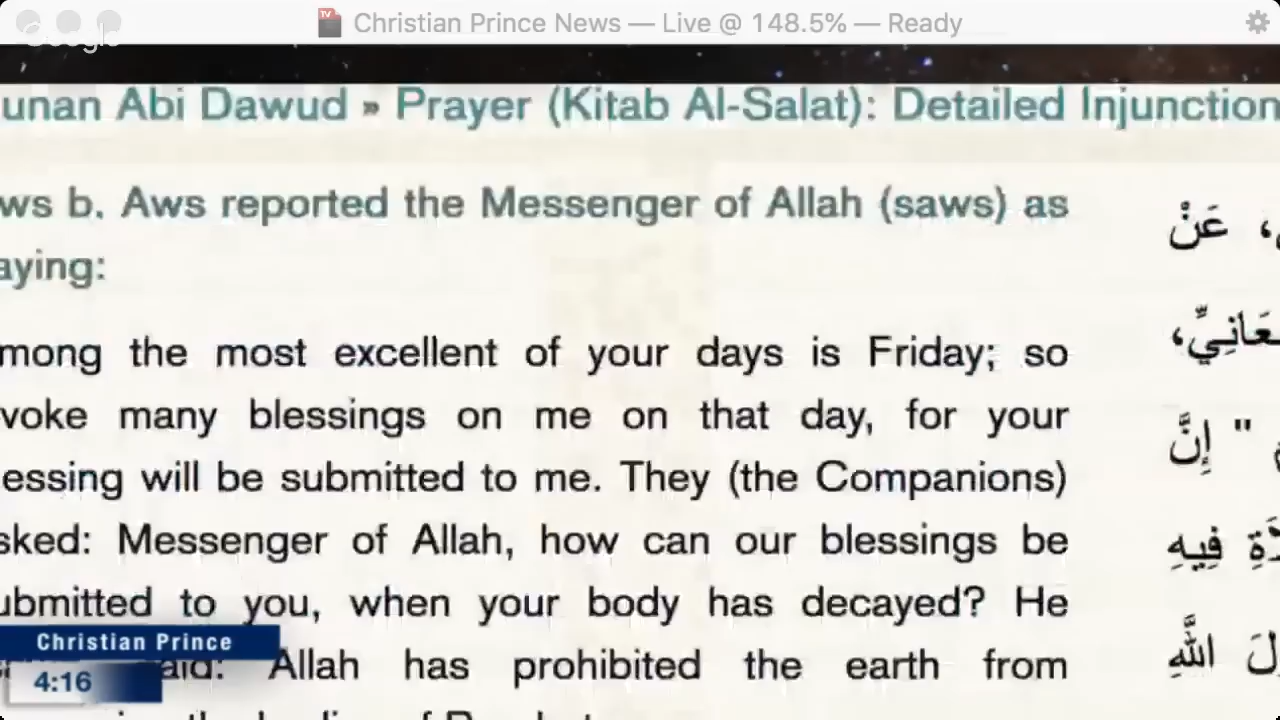 Christian Prince News — Live @ 148.5% — Ready
Google
unan Abi Dawud » Prayer (Kitab Al-Salat): Detailed Injunction
ws b. Aws reported the Messenger of Allah (saws) as
aying:
mong the most excellent of your days is Friday; so
voke many blessings on me on that day, for your
essing will be submitted to me. They (the Companions)
sked: Messenger of Allah, how can our blessings be
ubmitted to you, when your body has decayed? He
aid: Allah has prohibited the earth from
، عَنْ
عَانِيِّ،
" إِنَّ
فِيهِ
لَ اللَّهِ
Christian Prince
4:16